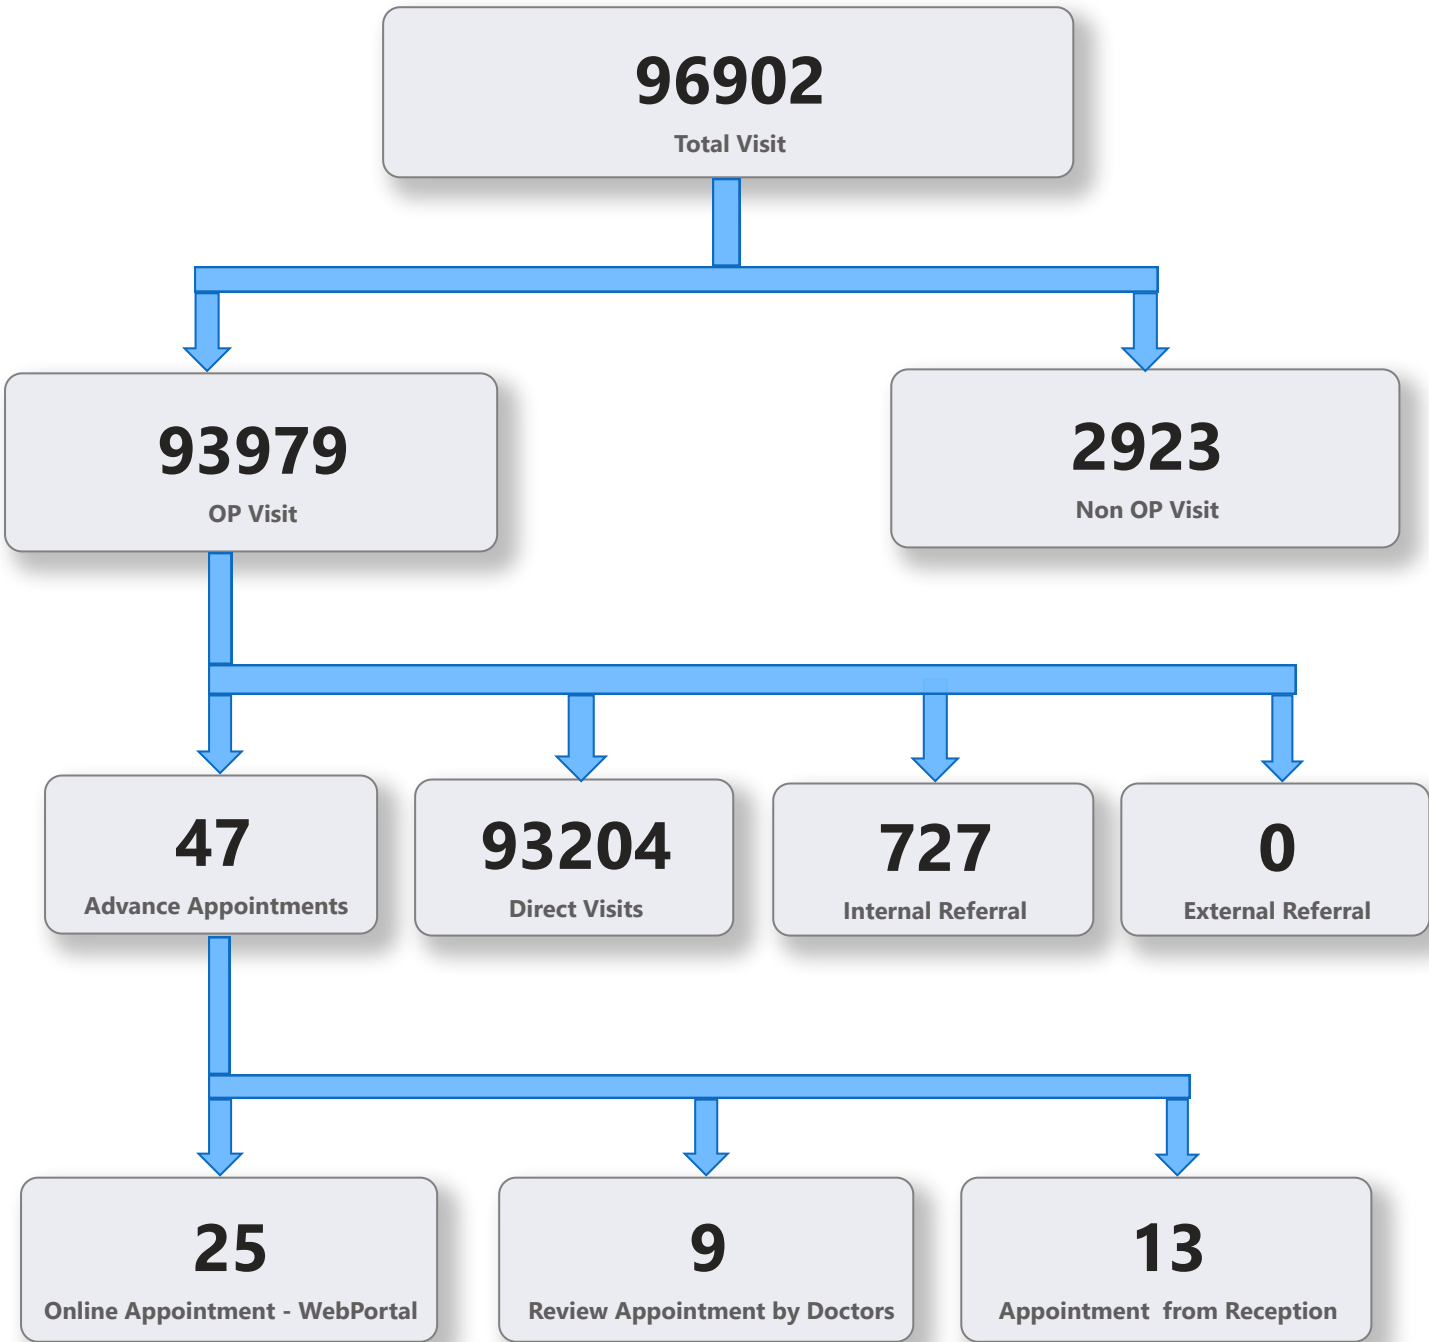 96902
Total Visit
93979
OP Visit
2923
Non OP Visit
47
Advance Appointments
93204
Direct Visits
727
Internal Referral
0
External Referral
25
Online Appointment - WebPortal
9
Review Appointment by Doctors
13
Appointment  from Reception